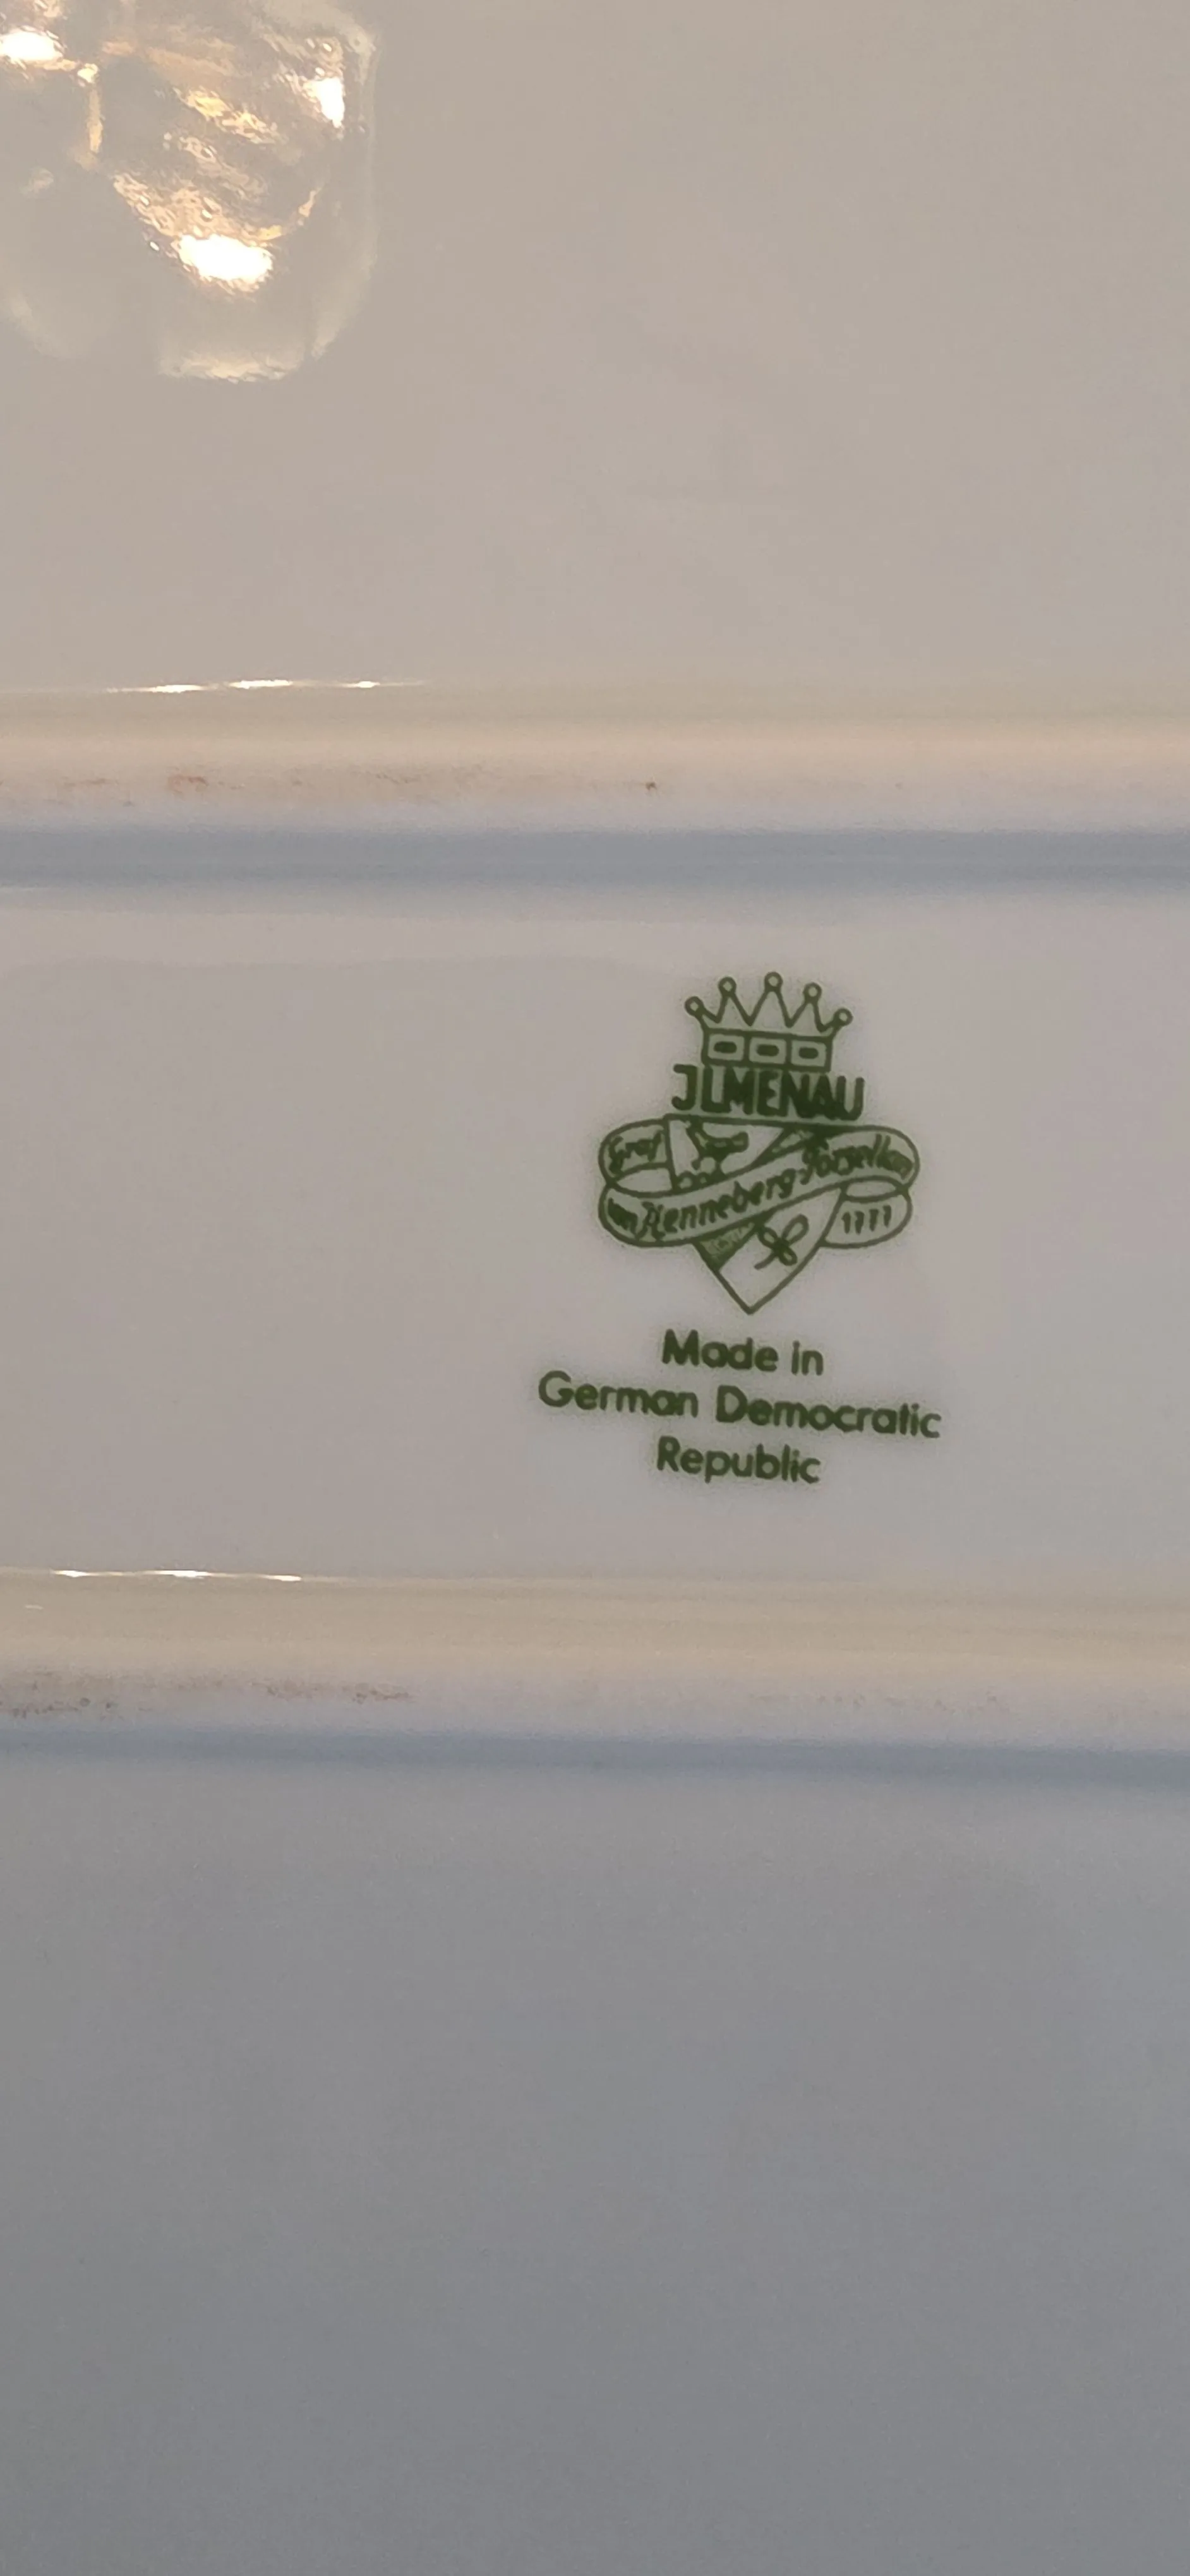 JLMENAU
Graf
von Henneberg Porzellan
1777
Made in
German Democratic
Republic